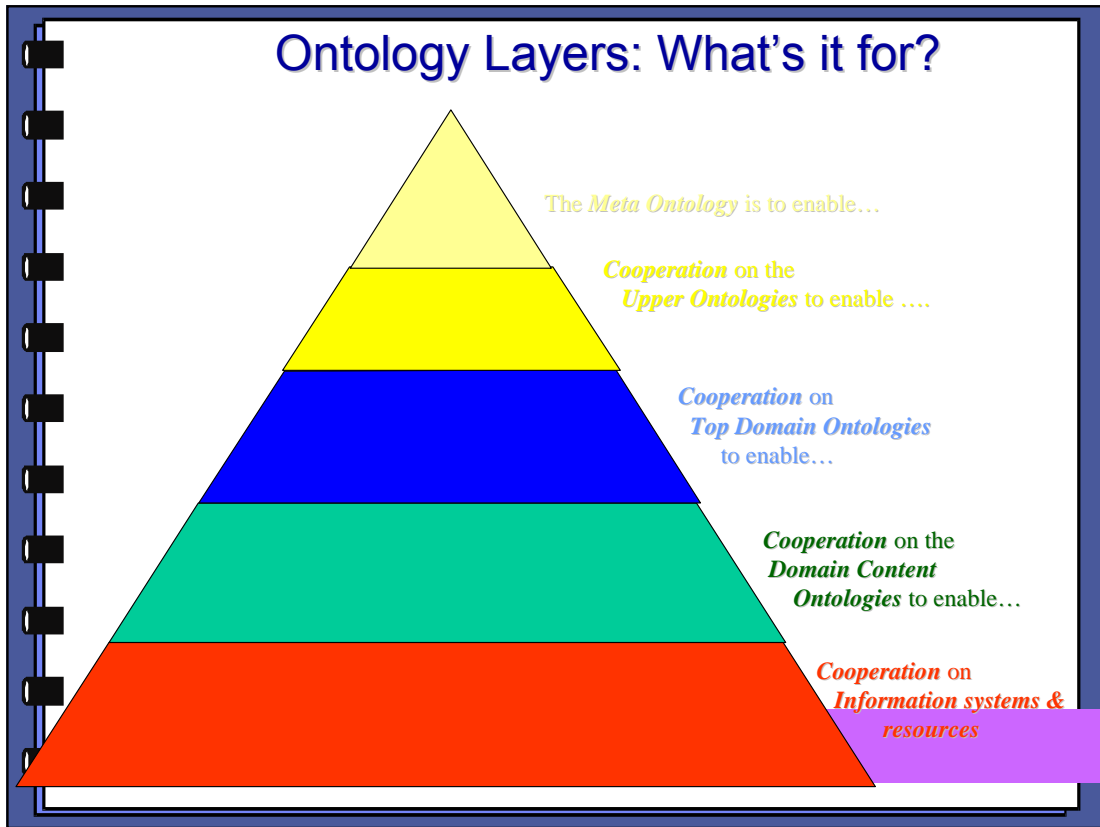 Ontology Layers: What’s it for?
The Meta Ontology is to enable…
Cooperation on the
Upper Ontologies to enable ….
Cooperation on
Top Domain Ontologies
to enable…
Cooperation on the
Domain Content
Ontologies to enable…
Cooperation on
Information systems &
resources